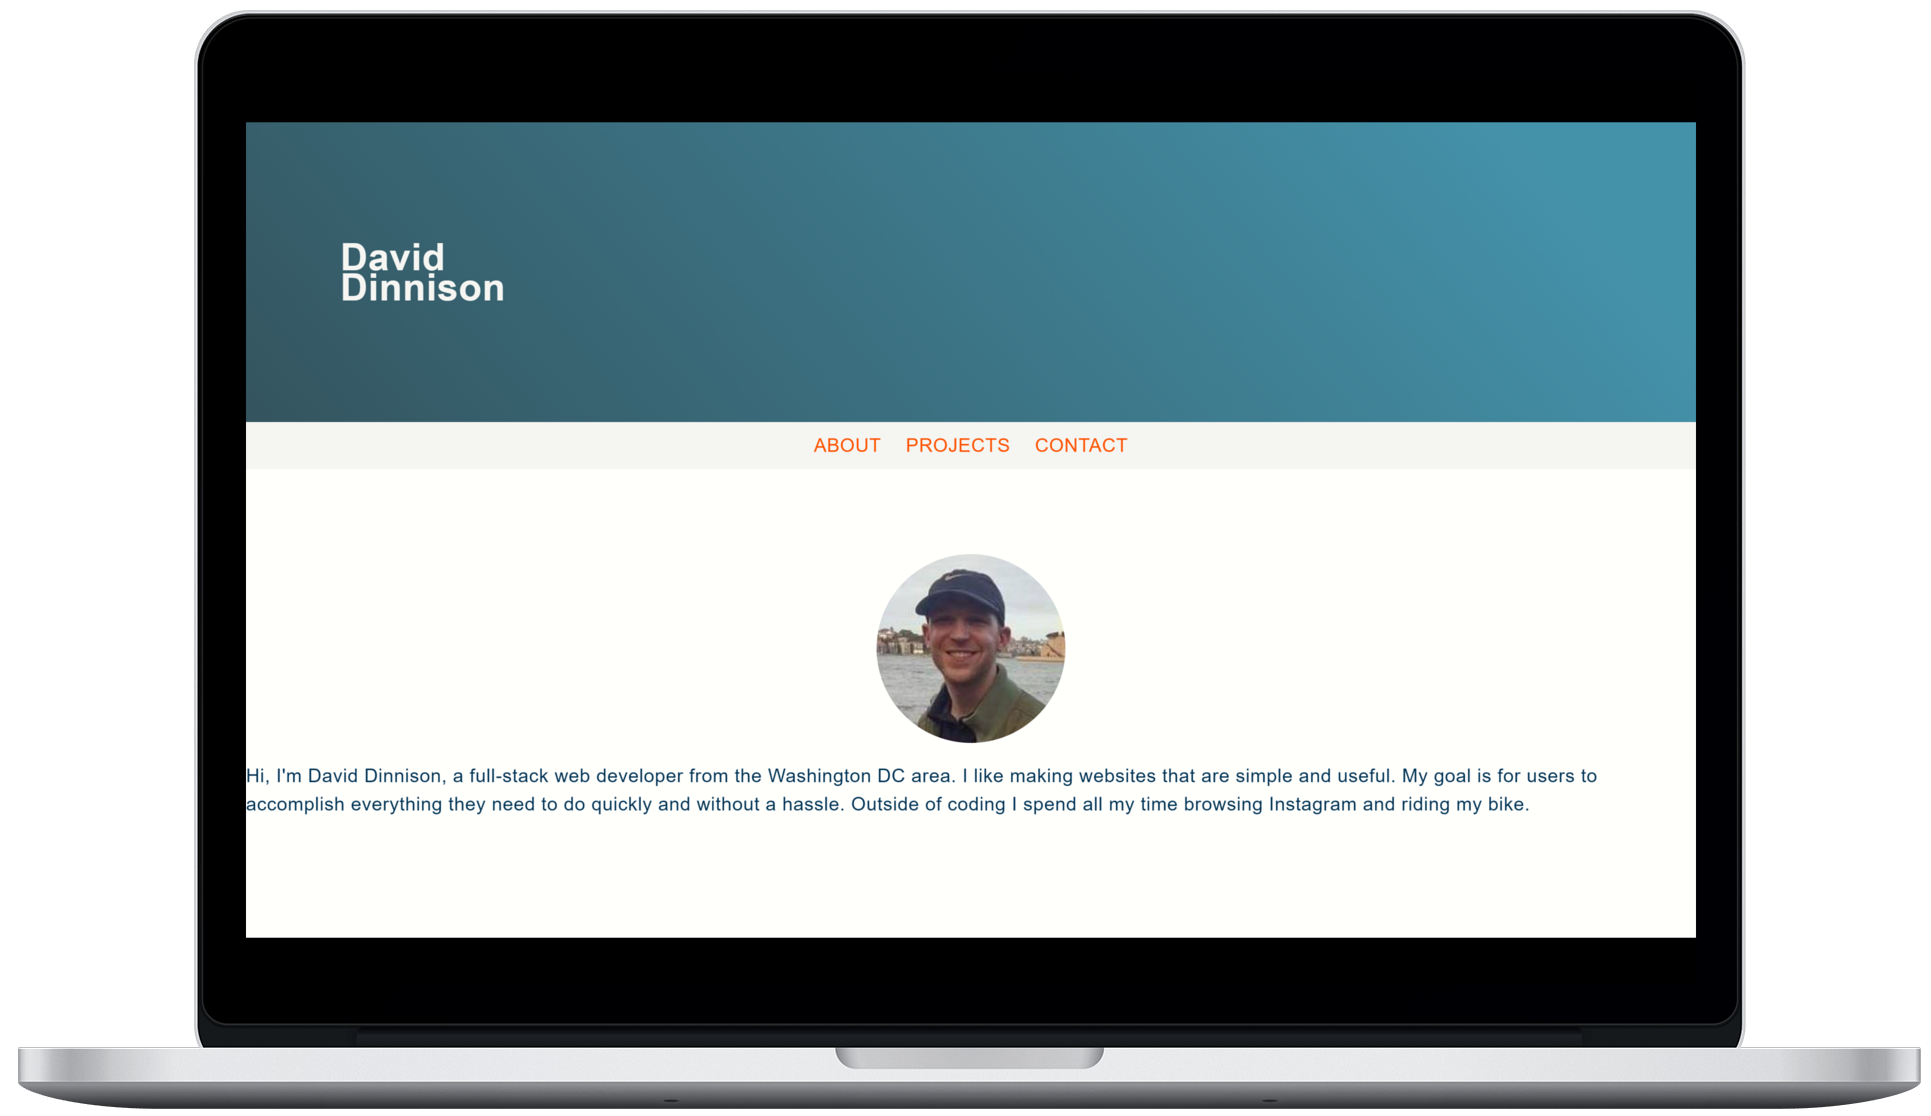 David
Dinnison
ABOUT PROJECTS CONTACT
Hi, I'm David Dinnison, a full-stack web developer from the Washington DC area. I like making websites that are simple and useful. My goal is for users to
accomplish everything they need to do quickly and without a hassle. Outside of coding I spend all my time browsing Instagram and riding my bike.